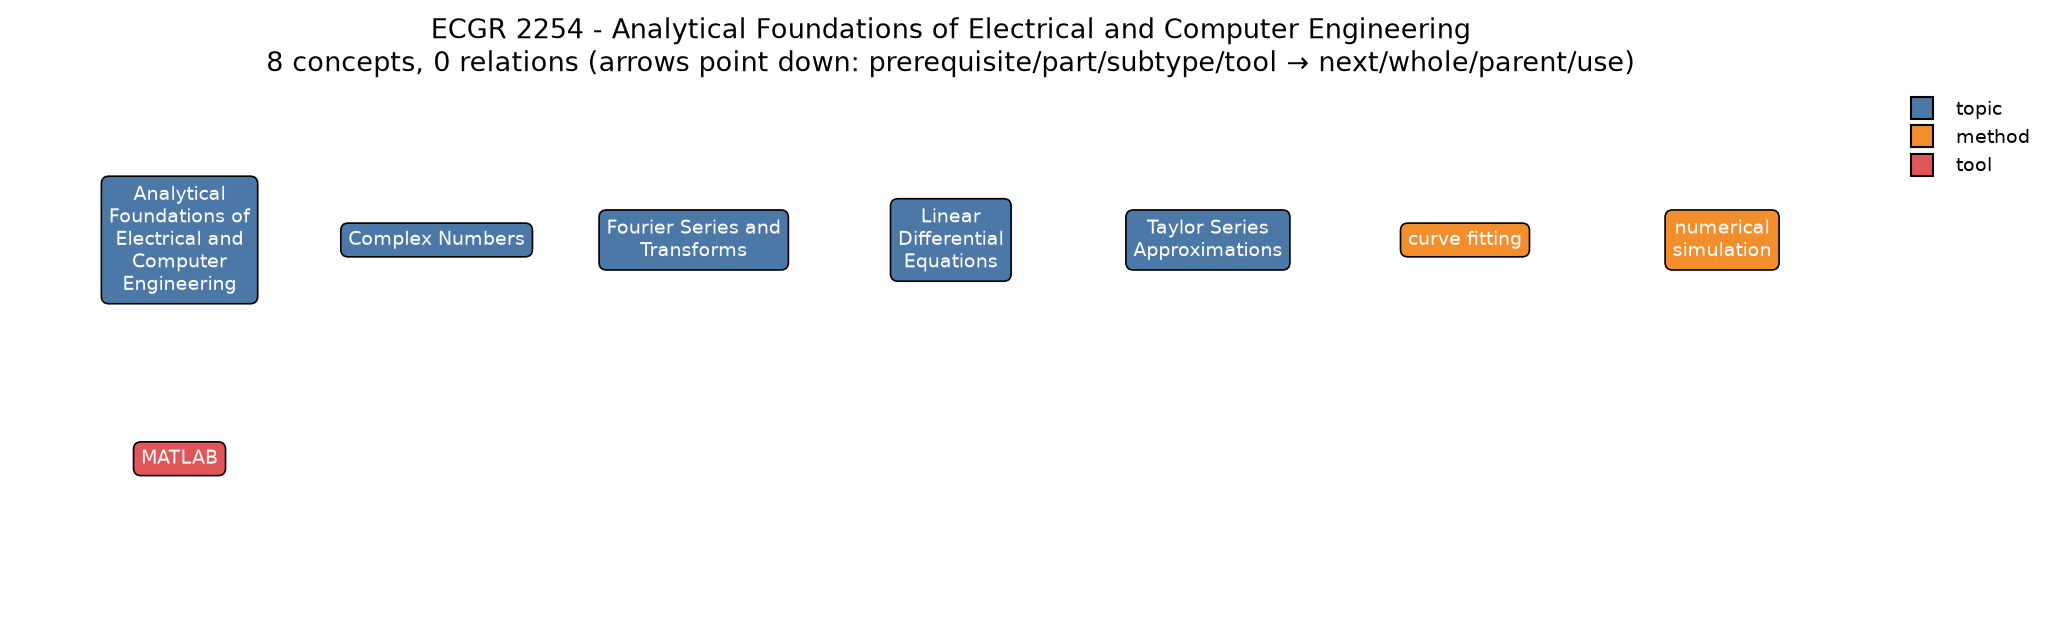 ECGR 2254 - Analytical Foundations of Electrical and Computer Engineering
8 concepts, 0 relations (arrows point down: prerequisite/part/subtype/tool → next/whole/parent/use)
topic
method
tool
Analytical
Foundations of
Electrical and
Computer
Engineering
Complex Numbers
Fourier Series and
Transforms
Linear
Differential
Equations
Taylor Series
Approximations
curve fitting
numerical
simulation
MATLAB